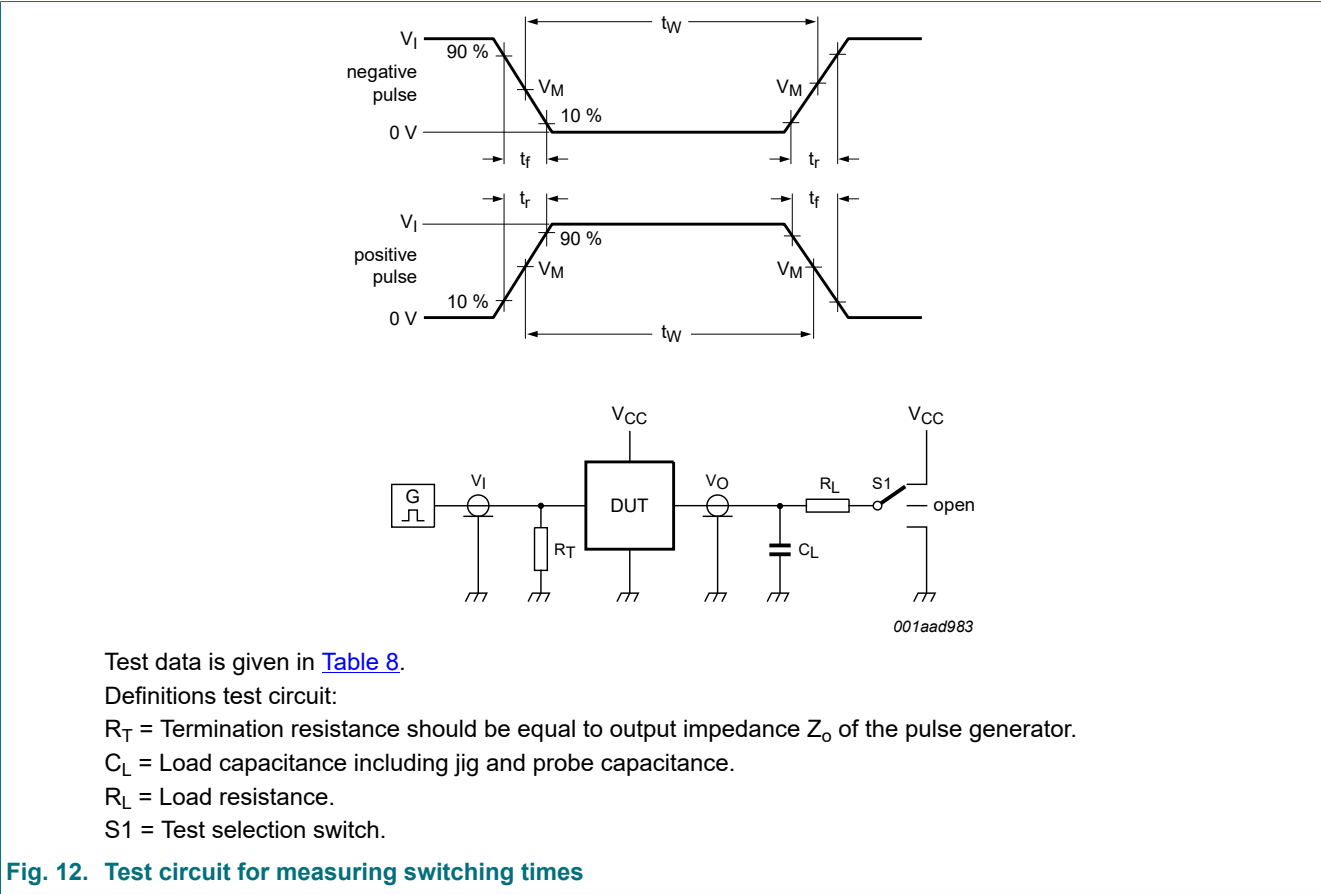 tW
VI
90 %
negative
pulse
VM
VM
10 %
0 V
tf
tr
tr
tf
VI
90 %
positive
pulse
VM
VM
10 %
0 V
tW
VCC
VCC
G
VI
DUT
VO
RL
S1
open
RT
CL
001aad983
Test data is given in Table 8.
Definitions test circuit:
RT = Termination resistance should be equal to output impedance Zo of the pulse generator.
CL = Load capacitance including jig and probe capacitance.
RL = Load resistance.
S1 = Test selection switch.
Fig. 12. Test circuit for measuring switching times